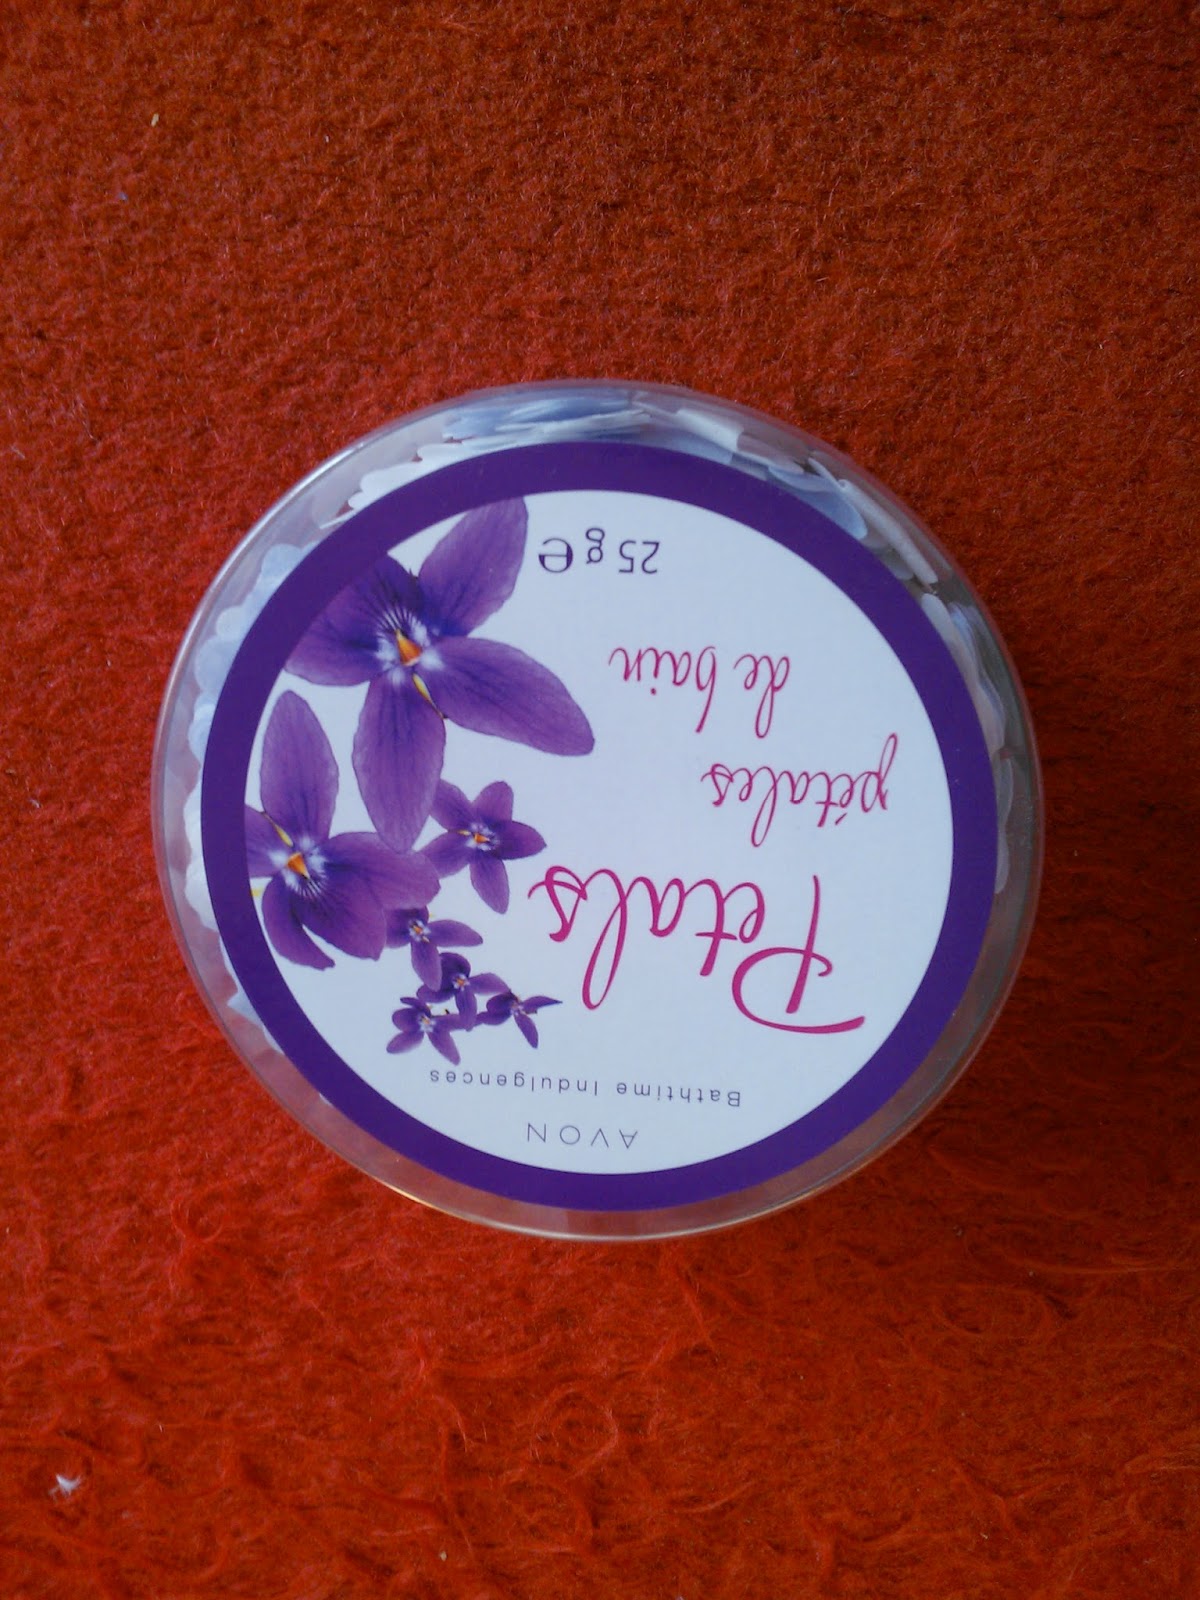 AVON
Bathtime Indulgences
Petals
pétales
de bain
25 g ℮